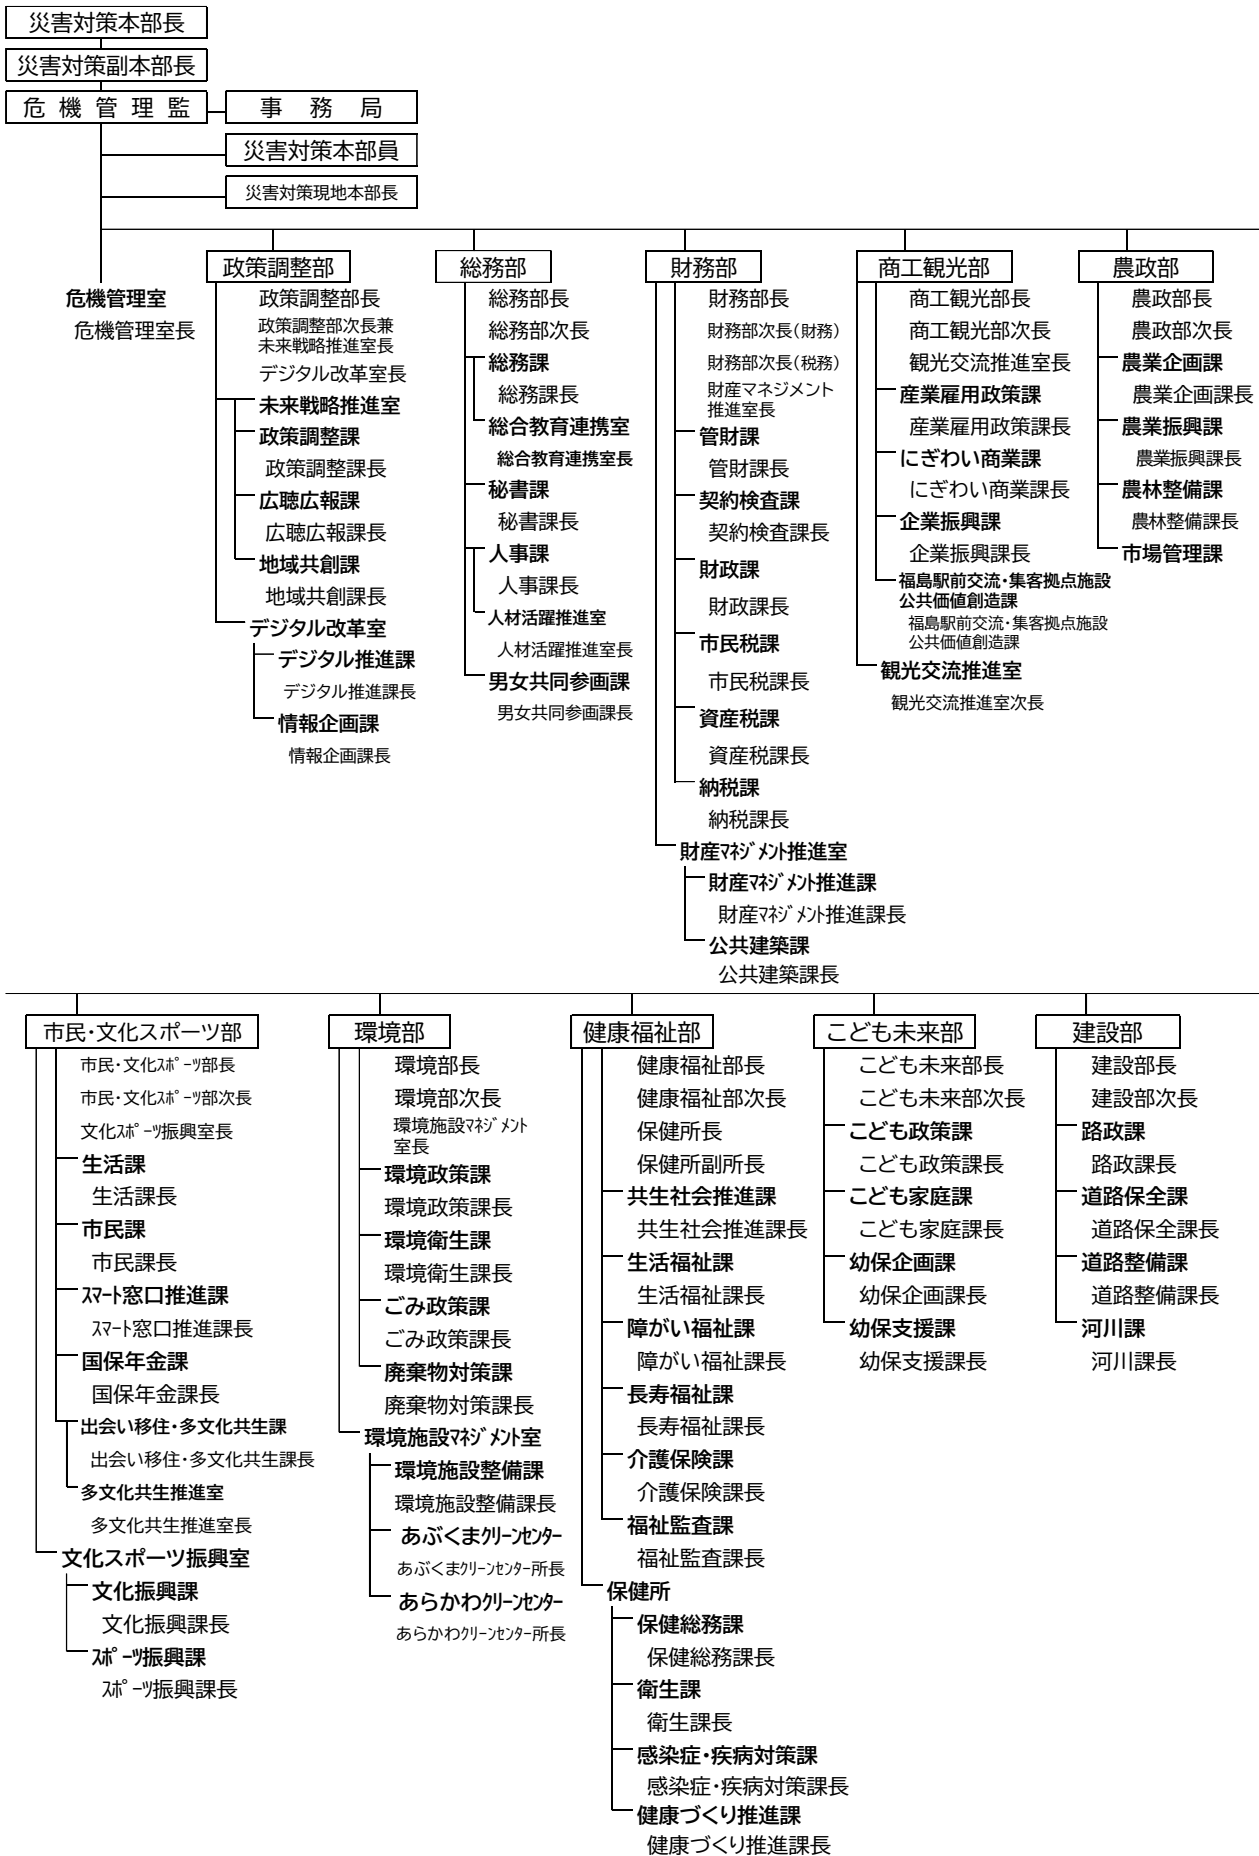 災害対策本部長
災害対策副本部長
危機管理監
事務局
災害対策本部員
災害対策現地本部長
危機管理室
危機管理室長
政策調整部
政策調整部長
政策調整部次長兼
未来戦略推進室長
デジタル改革室長
未来戦略推進室
政策調整課
政策調整課長
広聴広報課
広聴広報課長
地域共創課
地域共創課長
デジタル改革室
デジタル推進課
デジタル推進課長
情報企画課
情報企画課長
総務部
総務部長
総務部次長
総務課
総務課長
総合教育連携室
総合教育連携室長
秘書課
秘書課長
人事課
人事課長
人材活躍推進室
人材活躍推進室長
男女共同参画課
男女共同参画課長
財務部
財務部長
財務部次長(財務)
財務部次長(税務)
財産マネジメント
推進室長
管財課
管財課長
契約検査課
契約検査課長
財政課
財政課長
市民税課
市民税課長
資産税課
資産税課長
納税課
納税課長
財産ﾏﾈｼﾞﾒﾝﾄ推進室
財産ﾏﾈｼﾞﾒﾝﾄ推進課
財産ﾏﾈｼﾞﾒﾝﾄ推進課長
公共建築課
公共建築課長
商工観光部
商工観光部長
商工観光部次長
観光交流推進室長
産業雇用政策課
産業雇用政策課長
にぎわい商業課
にぎわい商業課長
企業振興課
企業振興課長
福島駅前交流・集客拠点施設
公共価値創造課
福島駅前交流・集客拠点施設
公共価値創造課
観光交流推進室
観光交流推進室次長
農政部
農政部長
農政部次長
農業企画課
農業企画課長
農業振興課
農業振興課長
農林整備課
農林整備課長
市場管理課
市民・文化スポーツ部
市民・文化ｽﾎﾟｰﾂ部長
市民・文化ｽﾎﾟｰﾂ部次長
文化ｽﾎﾟｰﾂ振興室長
生活課
生活課長
市民課
市民課長
ｽﾏｰﾄ窓口推進課
ｽﾏｰﾄ窓口推進課長
国保年金課
国保年金課長
出会い移住・多文化共生課
出会い移住・多文化共生課長
多文化共生推進室
多文化共生推進室長
文化スポーツ振興室
文化振興課
文化振興課長
ｽﾎﾟｰﾂ振興課
ｽﾎﾟｰﾂ振興課長
環境部
環境部長
環境部次長
環境施設ﾏﾈｼﾞﾒﾝﾄ
室長
環境政策課
環境政策課長
環境衛生課
環境衛生課長
ごみ政策課
ごみ政策課長
廃棄物対策課
廃棄物対策課長
環境施設ﾏﾈｼﾞﾒﾝﾄ室
環境施設整備課
環境施設整備課長
あぶくまｸﾘｰﾝｾﾝﾀｰ
あぶくまｸﾘｰﾝｾﾝﾀｰ所長
あらかわｸﾘｰﾝｾﾝﾀｰ
あらかわｸﾘｰﾝｾﾝﾀｰ所長
健康福祉部
健康福祉部長
健康福祉部次長
保健所長
保健所副所長
共生社会推進課
共生社会推進課長
生活福祉課
生活福祉課長
障がい福祉課
障がい福祉課長
長寿福祉課
長寿福祉課長
介護保険課
介護保険課長
福祉監査課
福祉監査課長
保健所
保健総務課
保健総務課長
衛生課
衛生課長
感染症・疾病対策課
感染症・疾病対策課長
健康づくり推進課
健康づくり推進課長
こども未来部
こども未来部長
こども未来部次長
こども政策課
こども政策課長
こども家庭課
こども家庭課長
幼保企画課
幼保企画課長
幼保支援課
幼保支援課長
建設部
建設部長
建設部次長
路政課
路政課長
道路保全課
道路保全課長
道路整備課
道路整備課長
河川課
河川課長